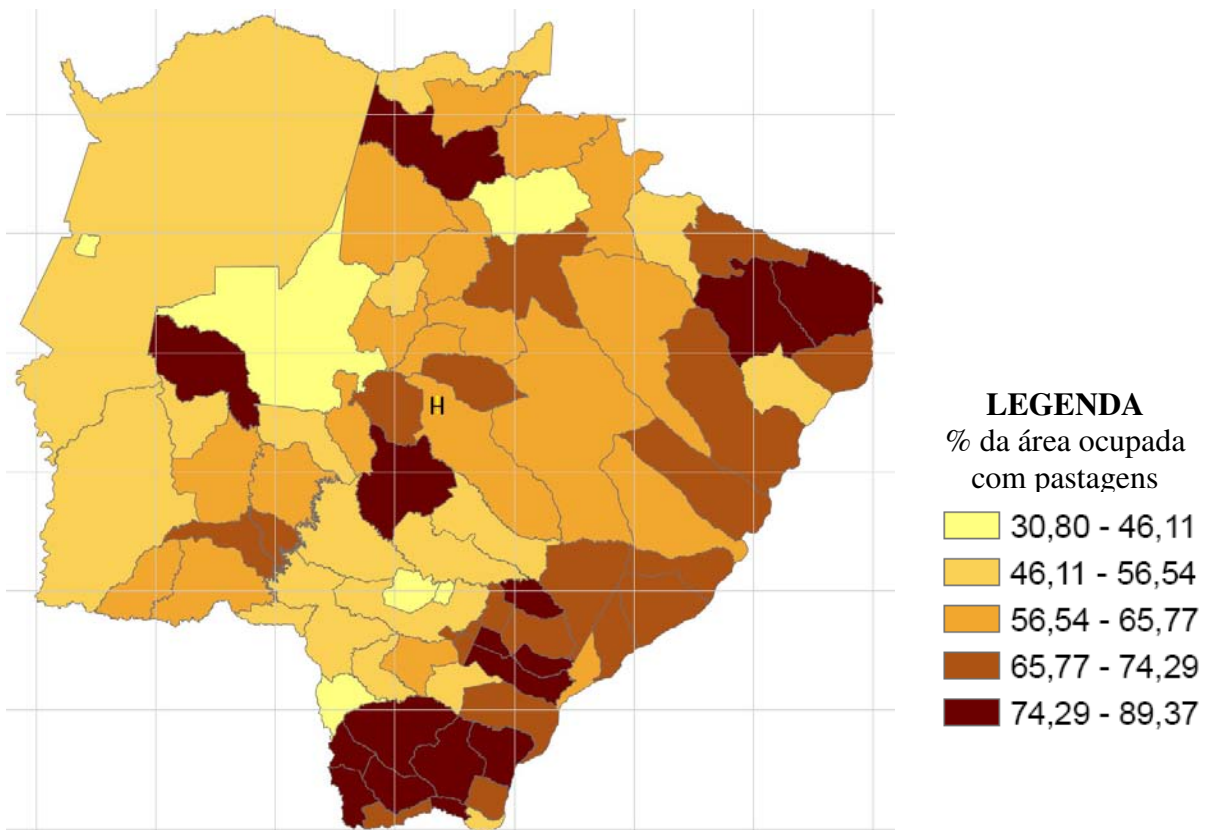 H
LEGENDA
% da área ocupada
com pastagens
30,80 - 46,11
46,11 - 56,54
56,54 - 65,77
65,77 - 74,29
74,29 - 89,37